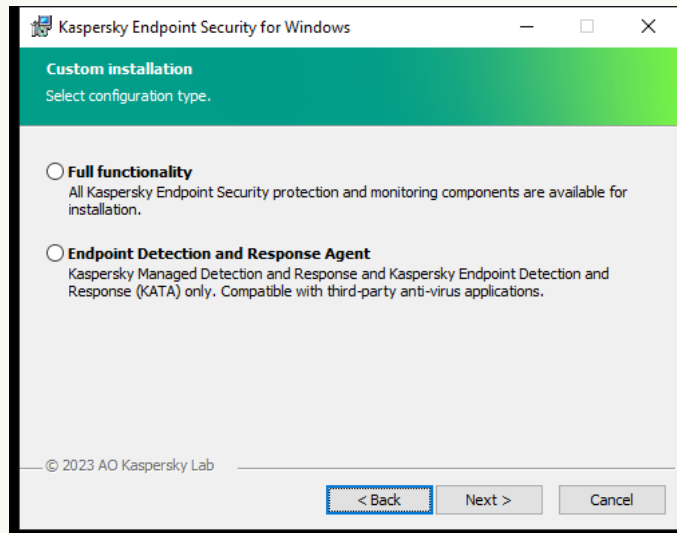 Kaspersky Endpoint Security for Windows
Custom installation
Select configuration type.
Full functionality
All Kaspersky Endpoint Security protection and monitoring components are available for
installation.
Endpoint Detection and Response Agent
Kaspersky Managed Detection and Response and Kaspersky Endpoint Detection and
Response (KATA) only. Compatible with third-party anti-virus applications.
© 2023 AO Kaspersky Lab
< Back Next > Cancel